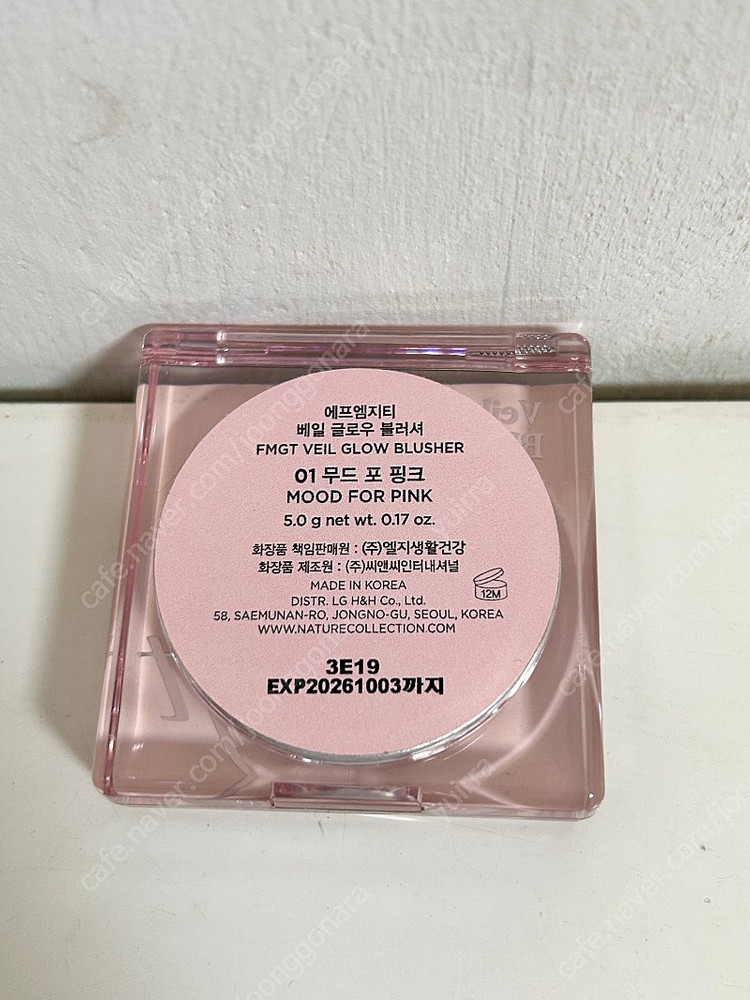 에프엠지티
베일 글로우 블러셔
FMGT VEIL GLOW BLUSHER
01 무드 포 핑크
MOOD FOR PINK
5.0 g net wt. 0.17 oz.
화장품 책임판매원 : (주)엘지생활건강
화장품 제조원 : (주)씨앤씨인터내셔널
MADE IN KOREA
DISTR. LG H&H Co., Ltd.
58, SAEMUNAN-RO, JONGNO-GU, SEOUL, KOREA
WWW.NATURECOLLECTION.COM
12M
3E19
EXP20261003까지
cafe.naver.com/joonggonara